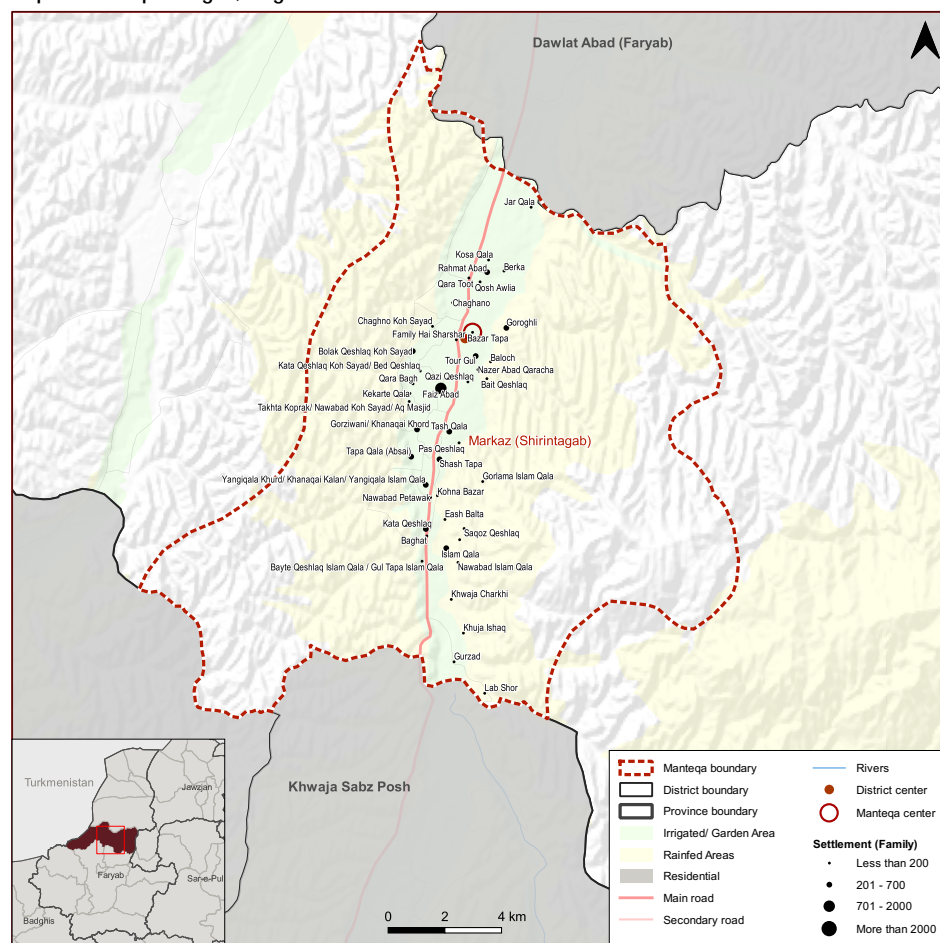 Dawlat Abad (Faryab)
Jar Qala
Kosa Qala
Rahmat Abad
Berka
Qara Toot
Qosh Awlia
Chaghano
Chaghno Koh Sayad
Goroghli
Family Hai Sharshar
Bazar Tapa
Bolak Qeshlaq Koh Sayad
Tour Gul
Baloch
Kata Qeshlaq Koh Sayad/ Bed Qeshlaq
Nazer Abad Qaracha
Qara Bagh
Qazi Qeshlaq
Bait Qeshlaq
Kekarte Qala
Faiz Abad
Takhta Koprak/ Nawabad Koh Sayad/ Aq Masjid
Gorziwani/ Khanaqai Khord
Tash Qala
Markaz (Shirintagab)
Tapa Qala (Absai)
Pas Qeshlaq
Shash Tapa
Yangiqala Khurd/ Khanaqai Kalan/ Yangiqala Islam Qala
Gorlama Islam Qala
Nawabad Petawak
Kohna Bazar
Eash Balta
Kata Qeshlaq
Saqoz Qeshlaq
Baghat
Islam Qala
Bayte Qeshlaq Islam Qala / Gul Tapa Islam Qala
Nawabad Islam Qala
Khwaja Charkhi
Khuja Ishaq
Gurzad
Lab Shor
Khwaja Sabz Posh
Turkmenistan
Jawzjan
Faryab
Sar-e-Pul
Badghis
0 2 4 km
Manteqa boundary
District boundary
Province boundary
Irrigated/ Garden Area
Rainfed Areas
Residential
Main road
Secondary road
Rivers
District center
Manteqa center
Settlement (Family)
Less than 200
201 - 700
701 - 2000
More than 2000